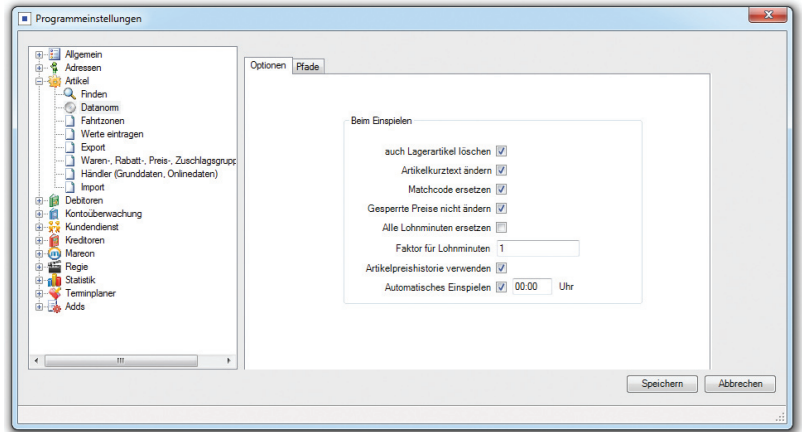 Programmeinstellungen
Allgemein
Adressen
Artikel
Finden
Datanorm
Fahrtzonen
Werte eintragen
Export
Waren-, Rabatt-, Preis-, Zuschlagsgrupp
Händler (Grunddaten, Onlinedaten)
Import
Debitoren
Kontoüberwachung
Kundendienst
Kreditoren
Mareon
Regie
Statistik
Terminplaner
Adds
Optionen Pfade
Beim Einspielen
auch Lagerartikel löschen
Artikelkurztext ändern
Matchcode ersetzen
Gesperrte Preise nicht ändern
Alle Lohnminuten ersetzen
Faktor für Lohnminuten 1
Artikelpreishistorie verwenden
Automatisches Einspielen 00:00 Uhr
Speichern Abbrechen